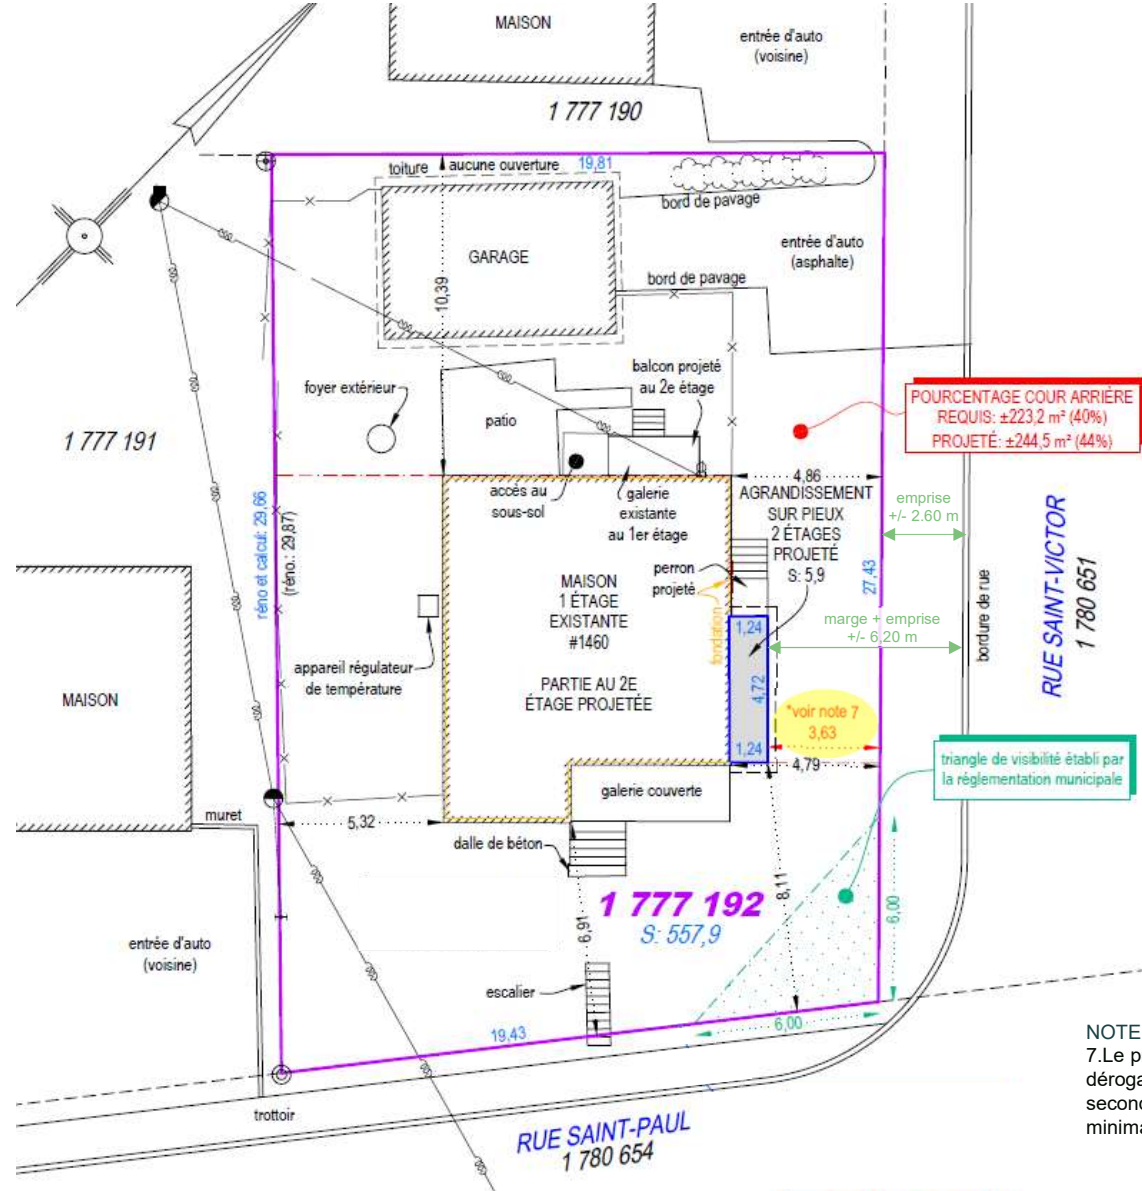 MAISON
entrée d'auto
(voisine)
1 777 190
toiture
aucune ouverture
19,81
bord de pavage
GARAGE
entrée d'auto
(asphalte)
bord de pavage
10,39
balcon projeté
au 2e étage
foyer extérieur
patio
POURCENTAGE COUR ARRIÈRE
REQUIS: ±223,2 m² (40%)
PROJETÉ: ±244,5 m² (44%)
1 777 191
4,86
accès au
sous-sol
galerie
existante
au 1er étage
AGRANDISSEMENT
SUR PIEUX
2 ÉTAGES
PROJETÉ
S: 5,9
emprise
+/- 2.60 m
réno et calcul: 29,66
(réno.: 29,87)
27,43
RUE SAINT-VICTOR
1 780 651
bordure de rue
perron
projeté
MAISON
1 ÉTAGE
EXISTANTE
#1460
PARTIE AU 2E
ÉTAGE PROJETÉE
fondation
1,24
4,72
1,24
marge + emprise
+/- 6,20 m
appareil régulateur
de température
MAISON
*voir note 7
3,63
4,79
triangle de visibilité établi par
la réglementation municipale
galerie couverte
muret
5,32
dalle de béton
8,11
6,91
1 777 192
S: 557,9
6,00
entrée d'auto
(voisine)
escalier
6,00
19,43
NOTE
7.Le p
déroga
second
minima
trottoir
RUE SAINT-PAUL
1 780 654